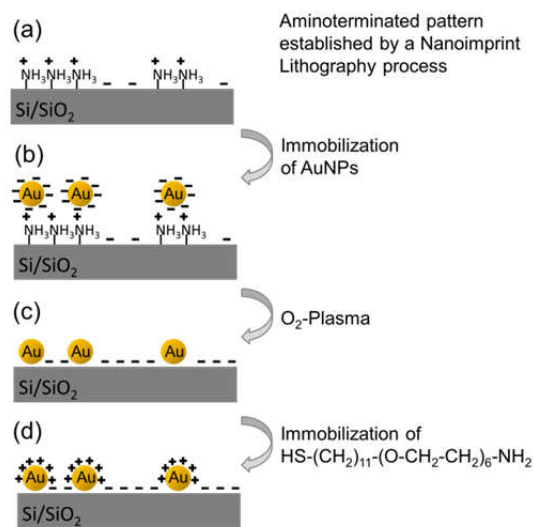 (a)
Aminoterminated pattern
established by a Nanoimprint
Lithography process
+ + + + +
NH₃NH₃NH₃ - - NH₃NH₃ -
Si/SiO₂
Immobilization
of AuNPs
(b)
Au Au Au
+ + + + +
NH₃NH₃NH₃ - - NH₃NH₃ -
Si/SiO₂
(c)
O₂-Plasma
Au Au Au
Si/SiO₂
(d)
Immobilization of
HS-(CH₂)₁₁-(O-CH₂-CH₂)₆-NH₂
Au Au Au
Si/SiO₂